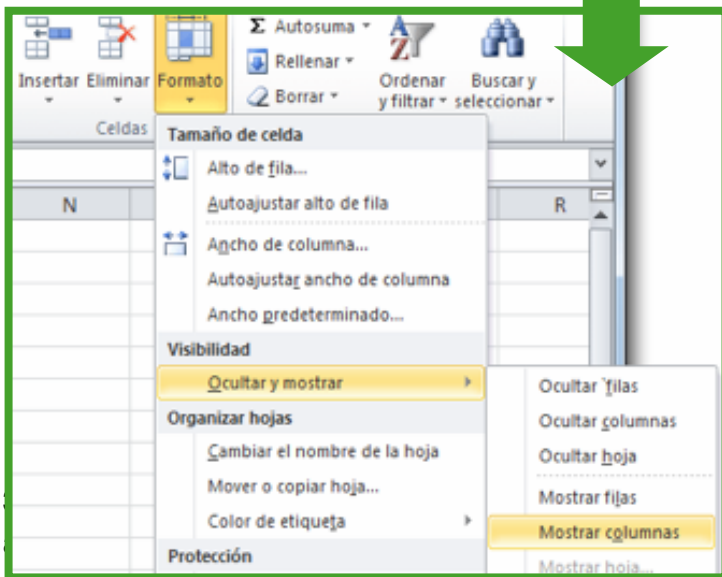 Σ Autosuma
Rellenar
Borrar
Insertar Eliminar Formato
Ordenar y filtrar
Buscar y seleccionar
Celdas
Tamaño de celda
Alto de fila...
Autoajustar alto de fila
N
R
Ancho de columna...
Autoajustar ancho de columna
Ancho predeterminado...
Visibilidad
Ocultar y mostrar
Ocultar filas
Ocultar columnas
Ocultar hoja
Mostrar filas
Mostrar columnas
Mostrar hoja...
Organizar hojas
Cambiar el nombre de la hoja
Mover o copiar hoja...
Color de etiqueta
Protección